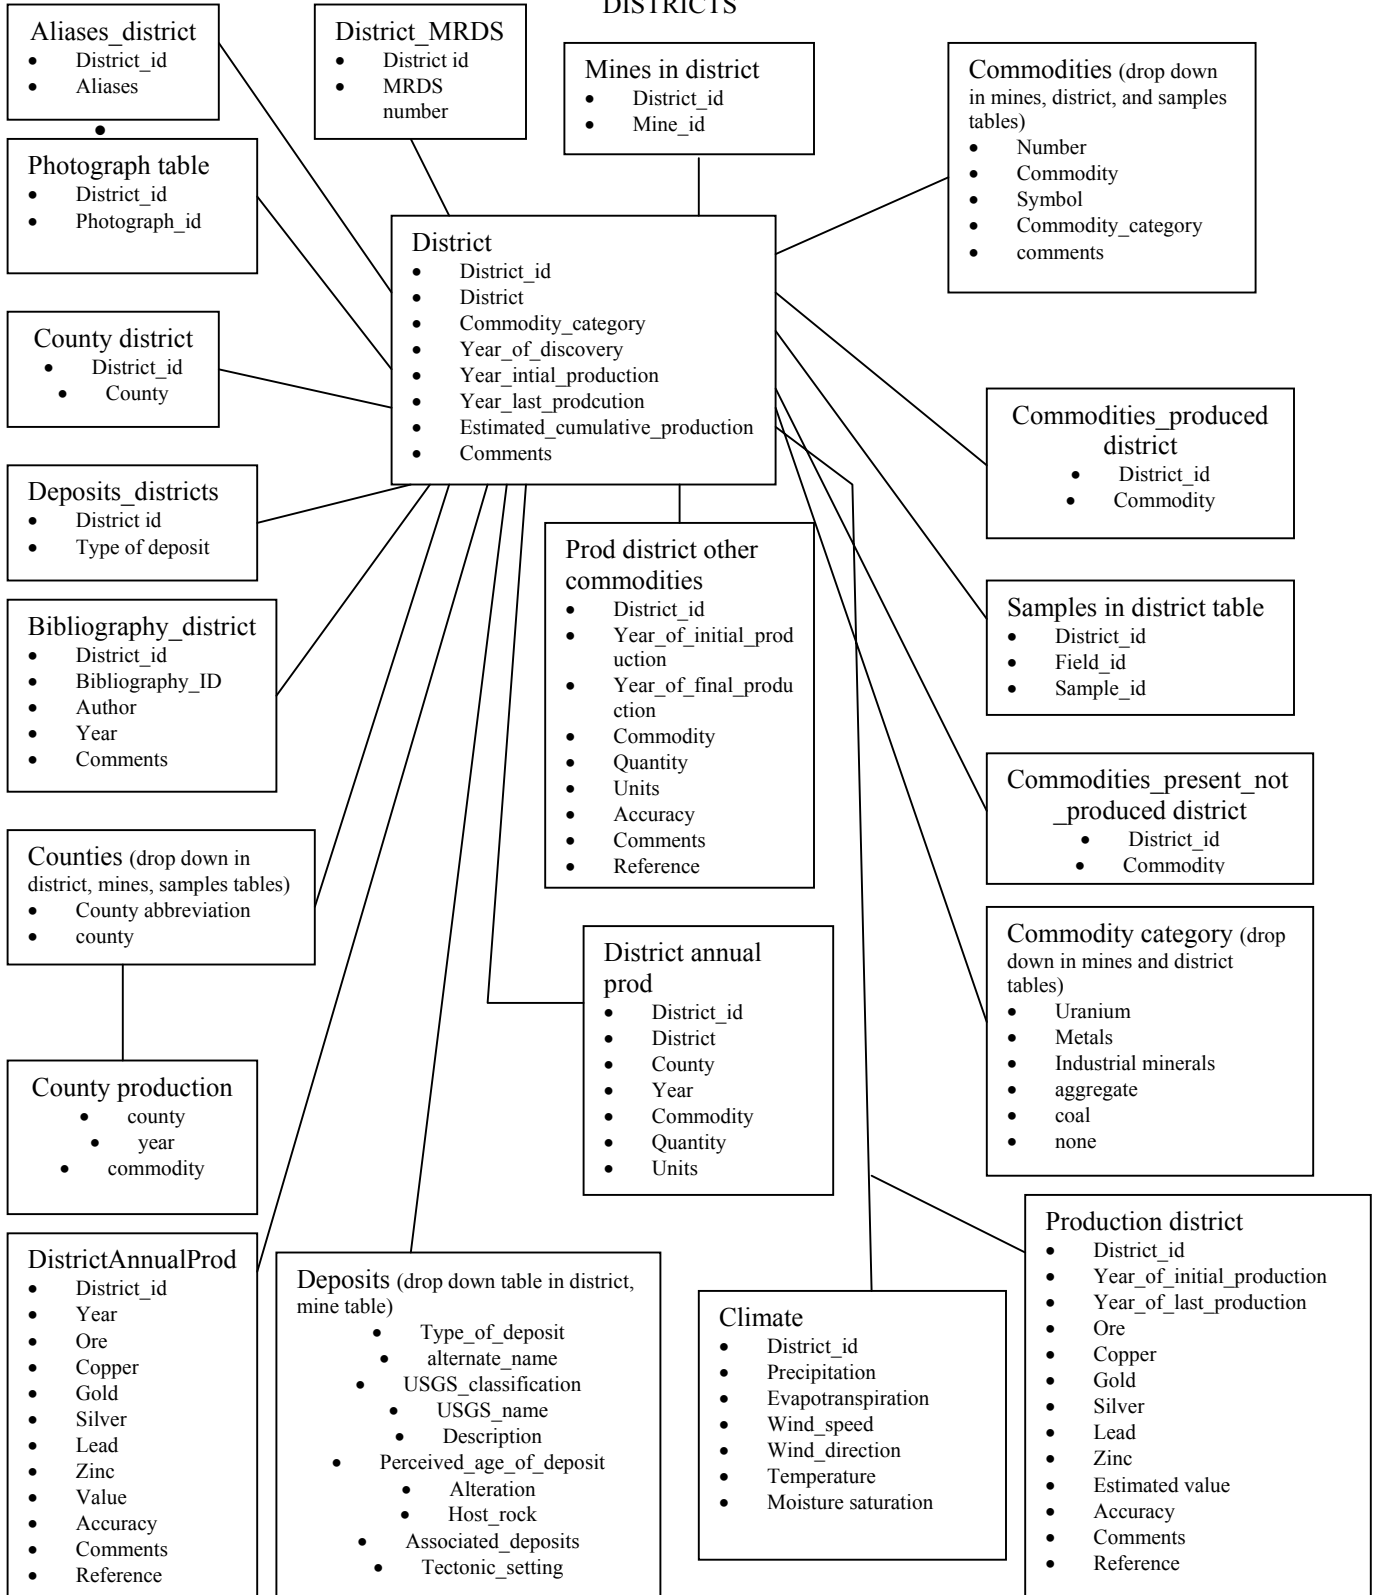 DISTRICTS
Aliases_district
• District_id
• Aliases
•
District_MRDS
• District id
• MRDS
number
Mines in district
• District_id
• Mine_id
Commodities (drop down
in mines, district, and samples
tables)
• Number
• Commodity
• Symbol
• Commodity_category
• comments
Photograph table
• District_id
• Photograph_id
District
• District_id
• District
• Commodity_category
• Year_of_discovery
• Year_intial_production
• Year_last_prodcution
• Estimated_cumulative_production
• Comments
County district
• District_id
• County
Commodities_produced
district
• District_id
• Commodity
Deposits_districts
• District id
• Type of deposit
Prod district other
commodities
• District_id
• Year_of_initial_prod
uction
• Year_of_final_produ
ction
• Commodity
• Quantity
• Units
• Accuracy
• Comments
• Reference
Samples in district table
• District_id
• Field_id
• Sample_id
Bibliography_district
• District_id
• Bibliography_ID
• Author
• Year
• Comments
Commodities_present_not
_produced district
• District_id
• Commodity
Counties (drop down in
district, mines, samples tables)
• County abbreviation
• county
Commodity category (drop
down in mines and district
tables)
• Uranium
• Metals
• Industrial minerals
• aggregate
• coal
• none
District annual
prod
• District_id
• District
• County
• Year
• Commodity
• Quantity
• Units
County production
• county
• year
• commodity
DistrictAnnualProd
• District_id
• Year
• Ore
• Copper
• Gold
• Silver
• Lead
• Zinc
• Value
• Accuracy
• Comments
• Reference
Deposits (drop down table in district,
mine table)
• Type_of_deposit
• alternate_name
• USGS_classification
• USGS_name
• Description
• Perceived_age_of_deposit
• Alteration
• Host_rock
• Associated_deposits
• Tectonic_setting
Climate
• District_id
• Precipitation
• Evapotranspiration
• Wind_speed
• Wind_direction
• Temperature
• Moisture saturation
Production district
• District_id
• Year_of_initial_production
• Year_of_last_production
• Ore
• Copper
• Gold
• Silver
• Lead
• Zinc
• Estimated value
• Accuracy
• Comments
• Reference